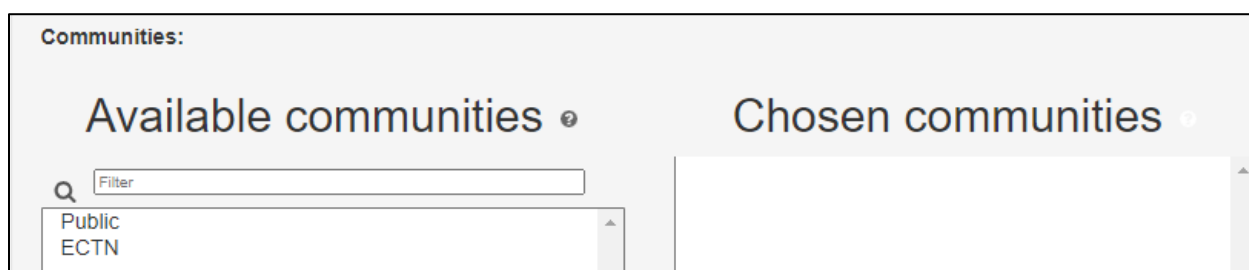 Communities:
Available communities
Chosen communities
Filter
Public
ECTN